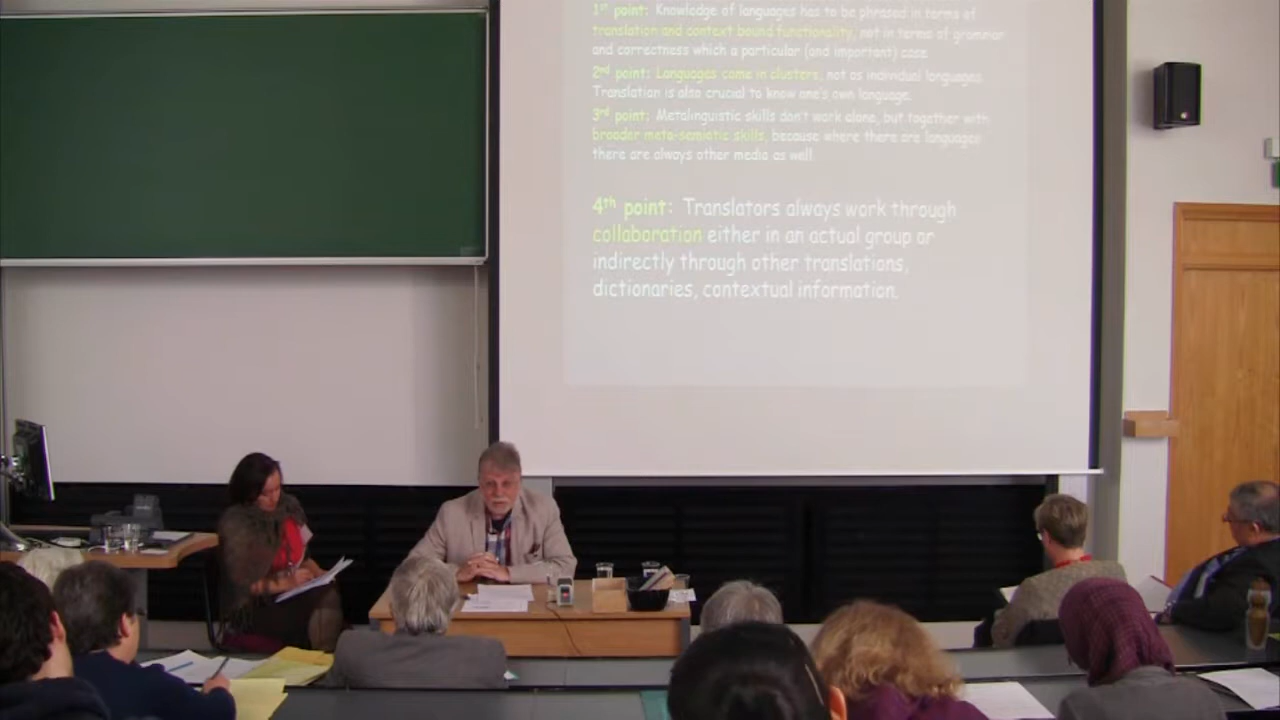 1st point: Knowledge of languages has to be phrased in terms of
translation and context bound functionality, not in terms of grammar
and correctness which a particular (and important) case.
2nd point: Languages come in clusters, not as individual languages.
Translation is also crucial to know one's own language.
3rd point: Metalinguistic skills don't work alone, but together with
broader meta-semiotic skills, because where there are languages
there are always other media as well.
4th point: Translators always work through
collaboration either in an actual group or
indirectly through other translations,
dictionaries, contextual information.